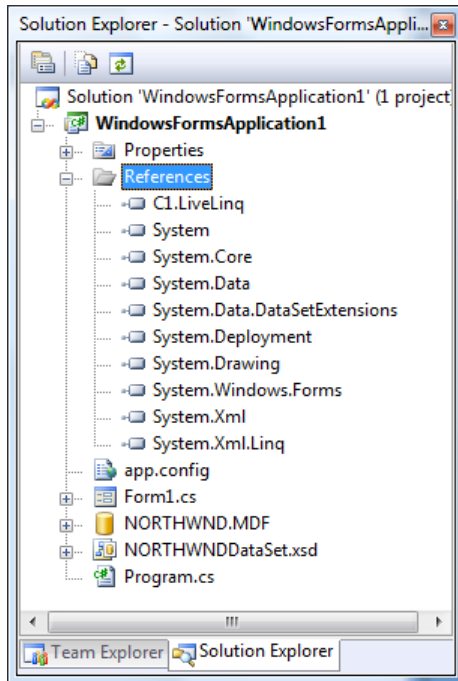 Solution Explorer - Solution 'WindowsFormsAppli...
Solution 'WindowsFormsApplication1' (1 project
WindowsFormsApplication1
Properties
References
C1.LiveLinq
System
System.Core
System.Data
System.Data.DataSetExtensions
System.Deployment
System.Drawing
System.Windows.Forms
System.Xml
System.Xml.Linq
app.config
Form1.cs
NORTHWND.MDF
NORTHWNDDataSet.xsd
Program.cs
Team Explorer Solution Explorer